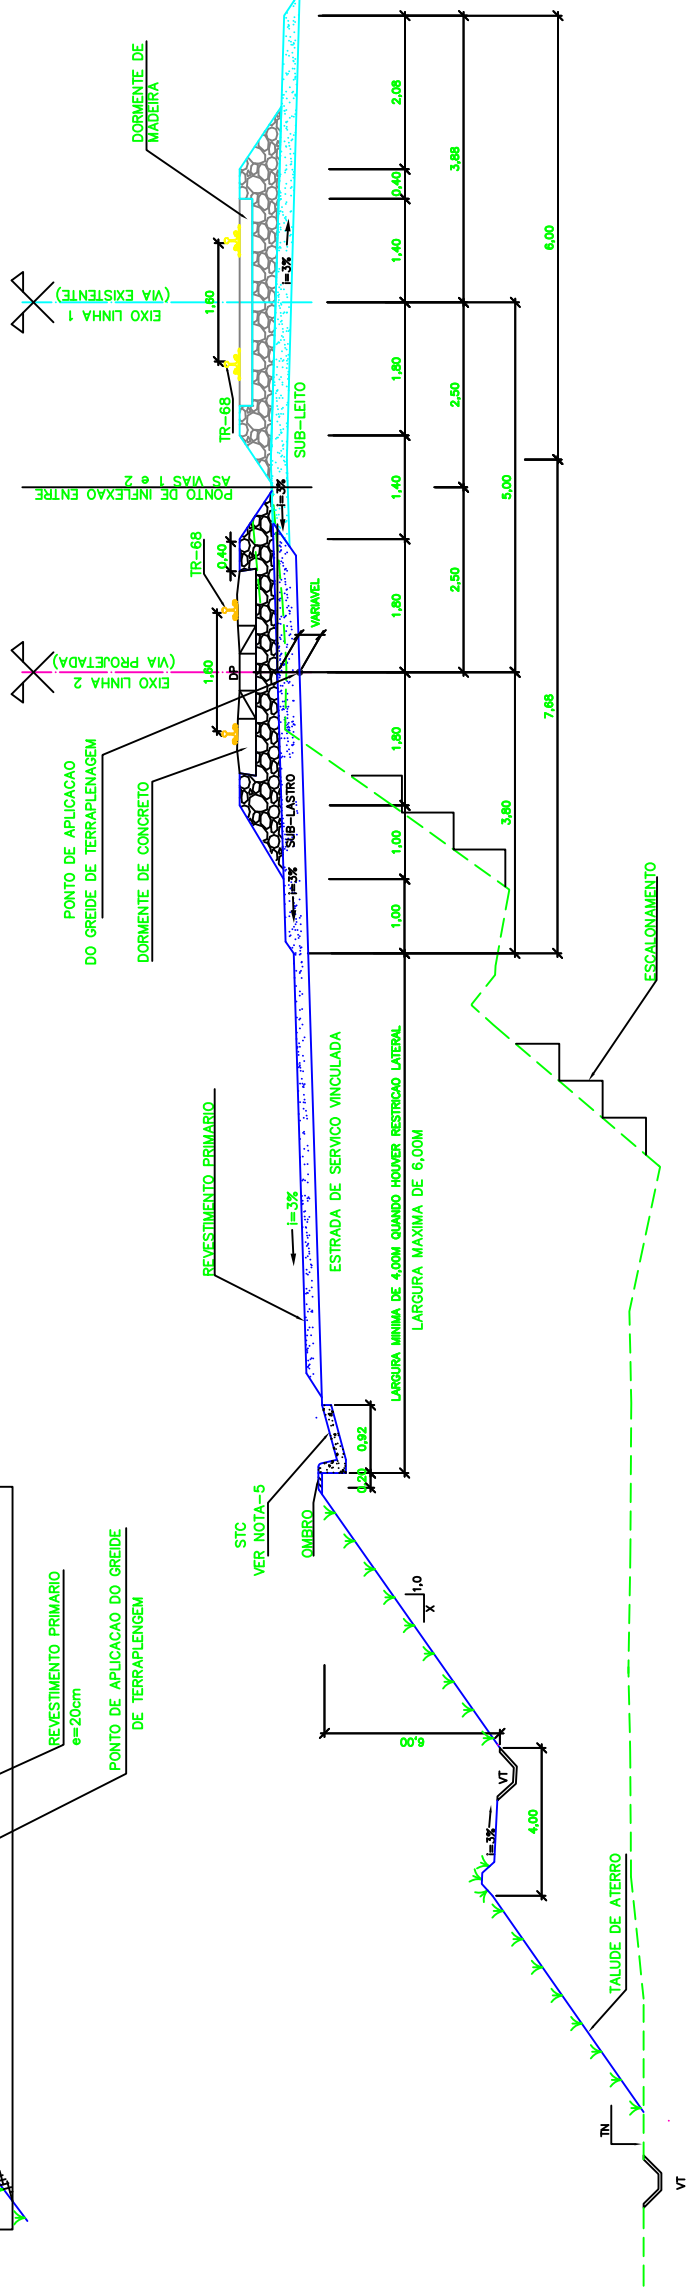 DORMENTE DE
MADEIRA
EIXO LINHA 1
(VIA EXISTENTE)
1,60
TR-68
i=3%
SUB-LEITO
PONTO DE INFLEXAO ENTRE
AS VIAS 1 e 2
i=3%
TR-68
0,40
EIXO LINHA 2
(VIA PROJETADA)
1,60
DP
VARIAVEL
PONTO DE APLICACAO
DO GREIDE DE TERRAPLENAGEM
DORMENTE DE CONCRETO
SUB-LASTRO
i=3%
2,08
0,40
1,40
1,80
1,40
1,80
1,80
1,00
1,00
3,88
2,50
2,50
5,00
3,80
6,00
7,88
ESCALONAMENTO
REVESTIMENTO PRIMARIO
i=3%
ESTRADA DE SERVICO VINCULADA
LARGURA MINIMA DE 4,00M QUANDO HOUVER RESTRICAO LATERAL
LARGURA MAXIMA DE 6,00M
STC
VER NOTA-5
OMBRO
0,92
0,20
1,0
X
REVESTIMENTO PRIMARIO
e=20cm
PONTO DE APLICACAO DO GREIDE
DE TERRAPLENGEM
8,00
VT
i=3%
4,00
TALUDE DE ATERRO
TN
VT